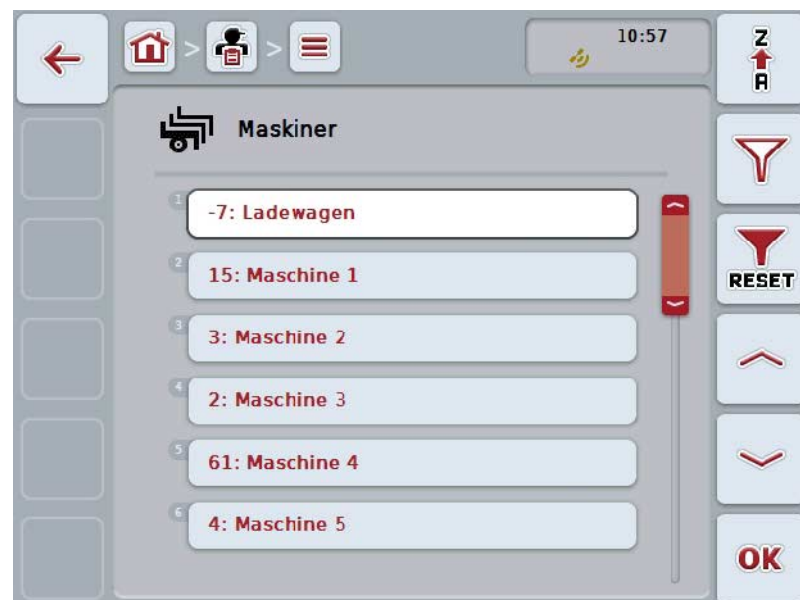 10:57
Z
A
Maskiner
1
-7: Ladewagen
2
15: Maschine 1
RESET
3
3: Maschine 2
4
2: Maschine 3
5
61: Maschine 4
6
4: Maschine 5
OK